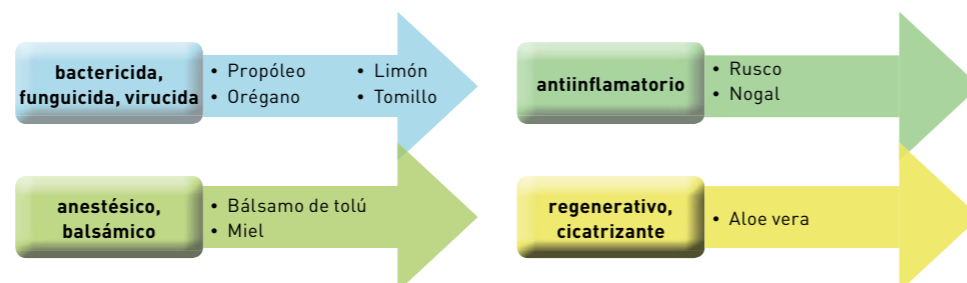 bactericida,
funguicida, virucida
• Propóleo
• Orégano
• Limón
• Tomillo
antiinflamatorio
• Rusco
• Nogal
anestésico,
balsámico
• Bálsamo de tolú
• Miel
regenerativo,
cicatrizante
• Aloe vera